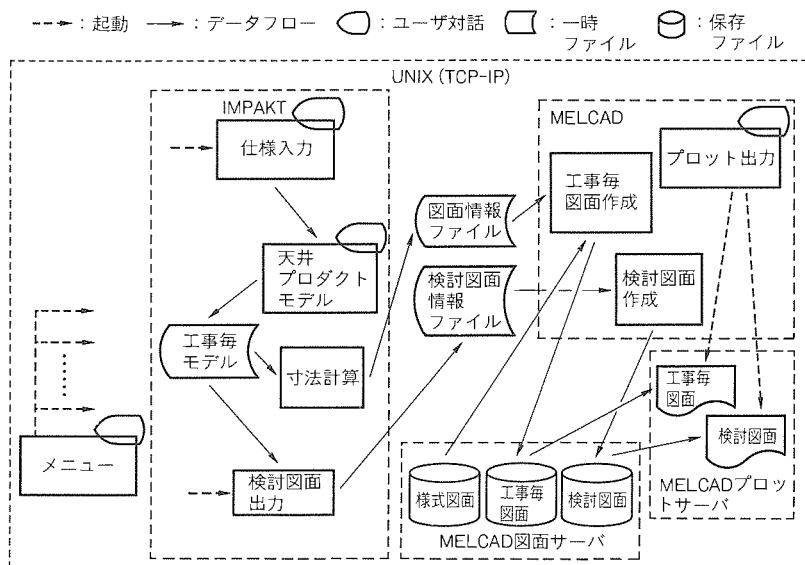 ：起動
：データフロー
：ユーザ対話
：一時
ファイル
：保存
ファイル
UNIX (TCP-IP)
IMPAKT
仕様入力
天井
プロダクト
モデル
工事毎
モデル
寸法計算
検討図面
出力
メニュー
図面情報
ファイル
検討図面
情報
ファイル
MELCAD
プロット出力
工事毎
図面作成
検討図面
作成
工事毎
図面
検討図面
MELCADプロッ
トサーバ
様式図面
工事毎
図面
検討図面
MELCAD図面サーバ